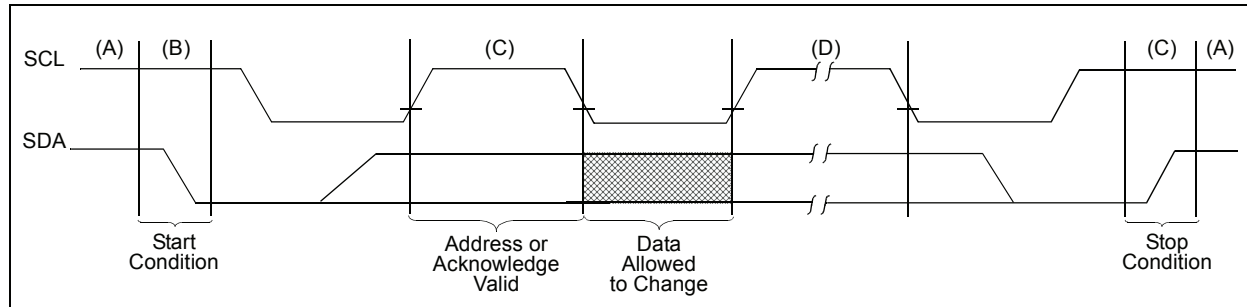 (A) (B) (C) (D) (C) (A)
SCL
SDA
Start
Condition
Address or
Acknowledge
Valid
Data
Allowed
to Change
Stop
Condition